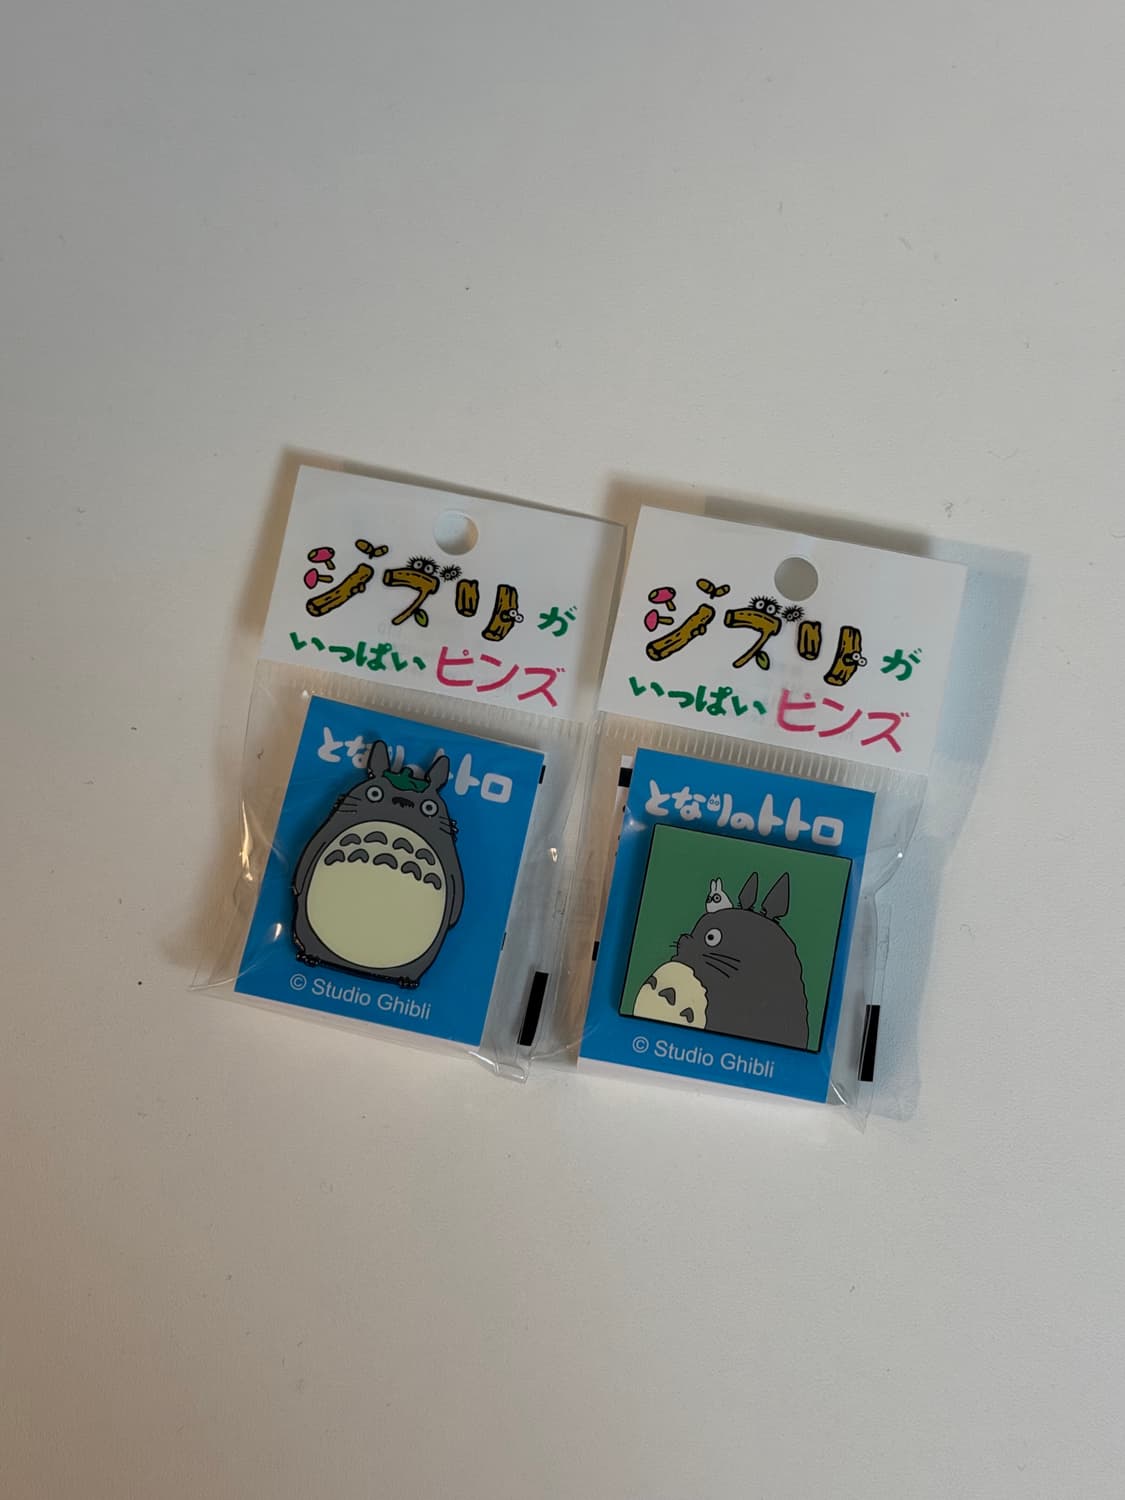 ジブリが
いっぱいピンズ
となりのトトロ
© Studio Ghibli
ジブリが
いっぱいピンズ
となりのトトロ
© Studio Ghibli